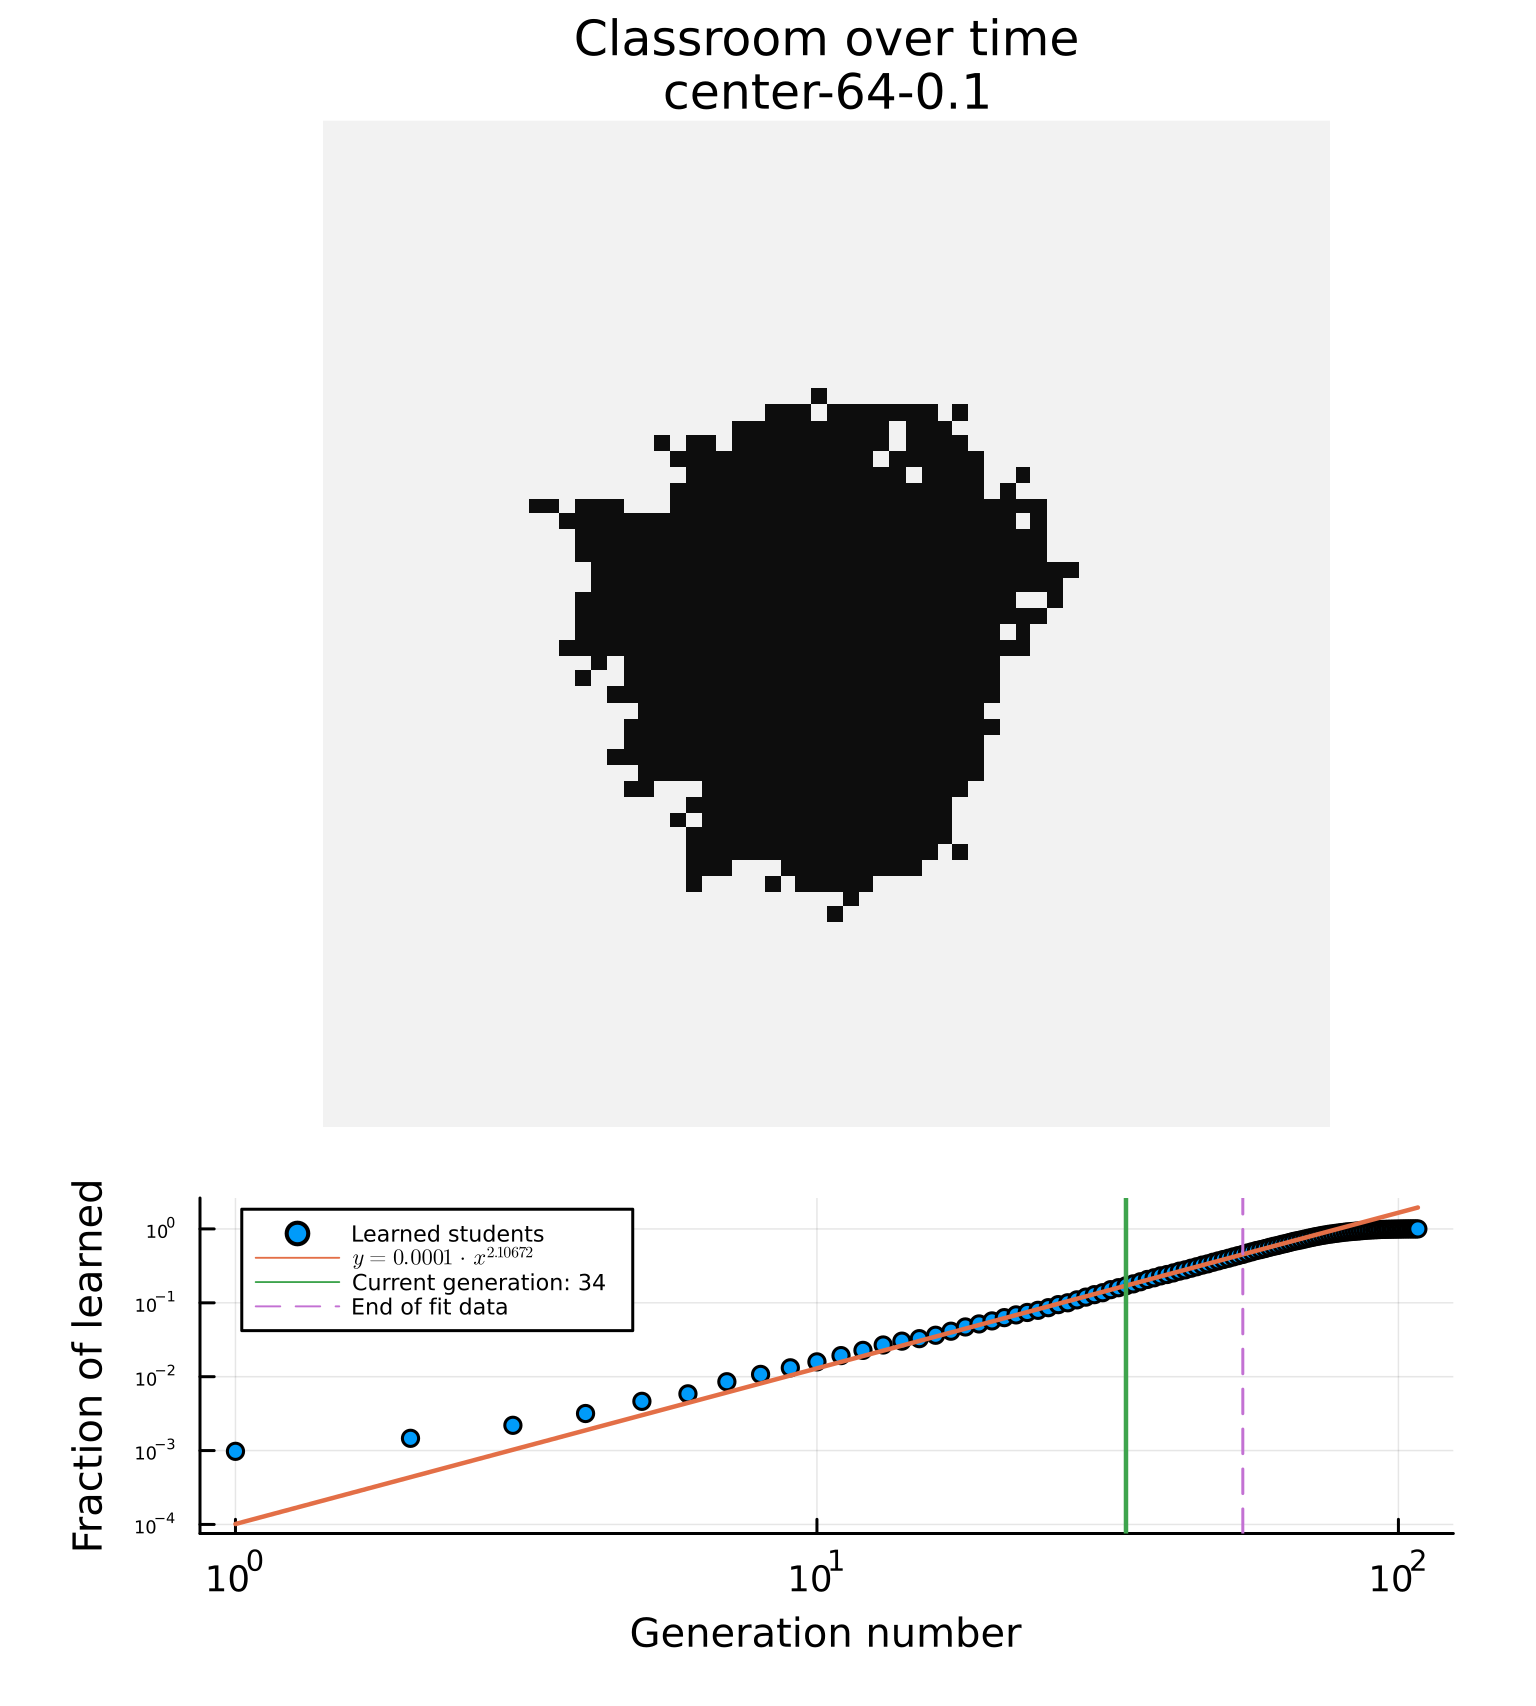 Classroom over time
center-64-0.1
Fraction of learned
10^0
10^-1
10^-2
10^-3
10^-4
Learned students
y = 0.0001 · x^2.10672
Current generation: 34
End of fit data
10^0 10^1 10^2
Generation number